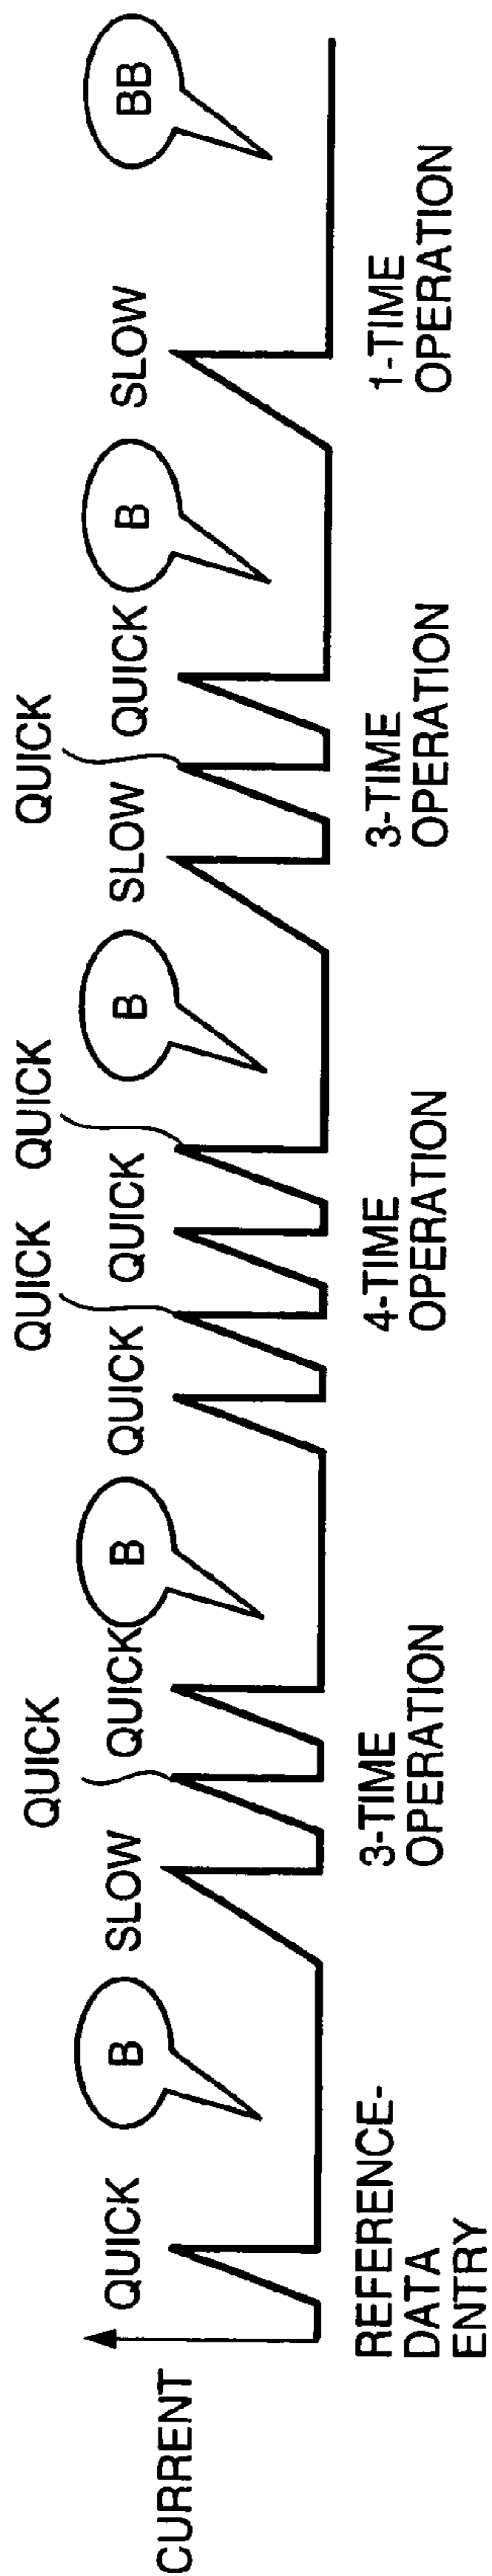 CURRENT
QUICK
B
SLOW
QUICK
QUICK
B
QUICK
QUICK
QUICK
QUICK
B
SLOW
QUICK
QUICK
B
SLOW
BB
REFERENCE-
DATA
ENTRY
3-TIME
OPERATION
4-TIME
OPERATION
3-TIME
OPERATION
1-TIME
OPERATION